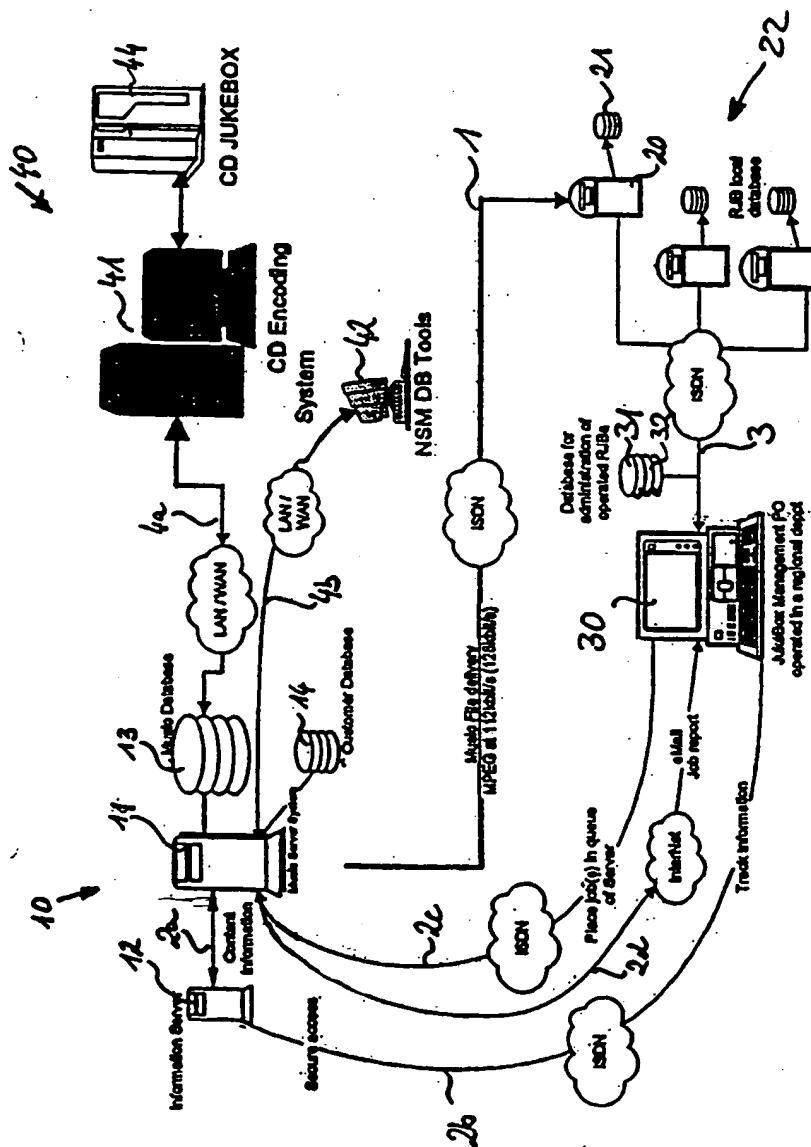 40
44
CD JUKEBOX
41
CD Encoding
System
42
NSM DB Tools
4a
LAN / WAN
LAN /
WAN
4b
13
Music Database
14
Customer Database
11
Music Server System
10
12
Information Server
2a
Content
Information
Secure access
2b
ISDN
2c
ISDN
Place job(s) in queue
of Server
2d
InterNet
eMail
Job report
Track Information
Music File delivery
MPEG at 112kbit/s (128kbit/s)
ISDN
1
20
21
22
RJB local
database
ISDN
3
31
32
Database for
administration of
operated RJBs
30
JukeBox Management PC
operated in a regional depot